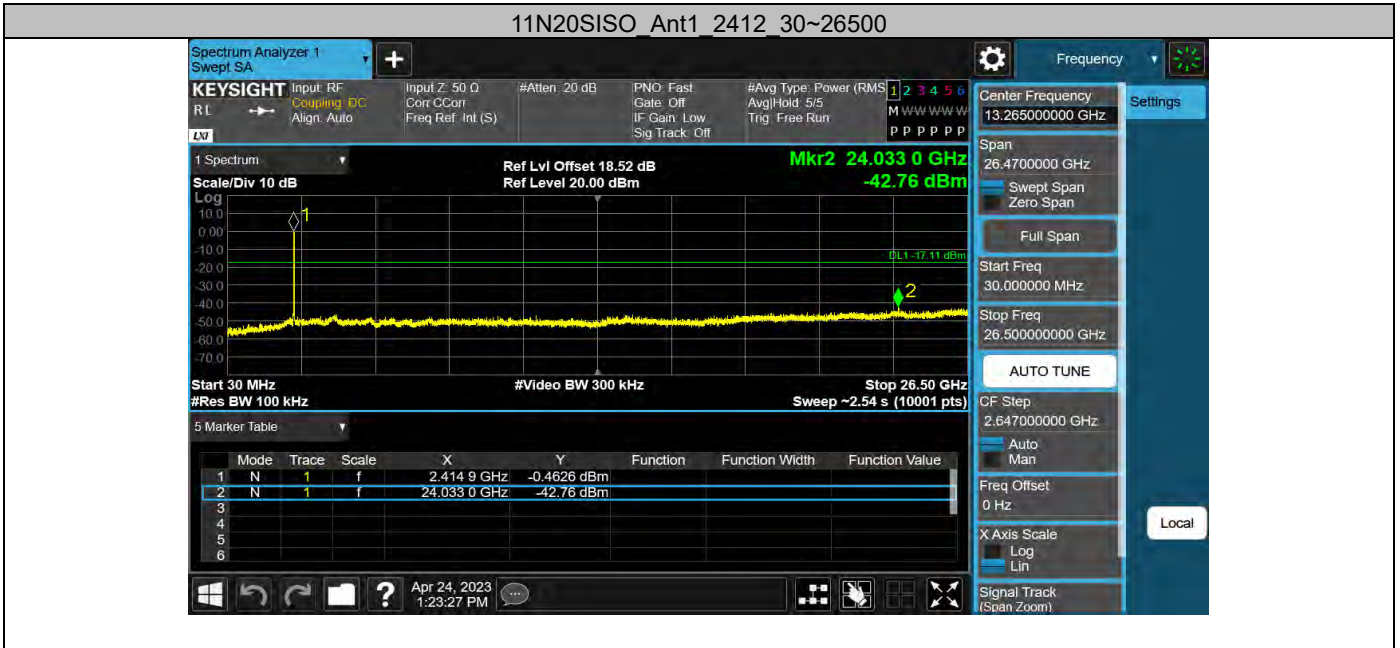 11N20SISO_Ant1_2412_30~26500
Spectrum Analyzer 1
Swept SA
+
Frequency
KEYSIGHT
RL
LXI
Input: RF
Coupling: DC
Align: Auto
Input Z: 50 Ω
Corr CCorr
Freq Ref: Int (S)
#Atten: 20 dB
PNO: Fast
Gate: Off
IF Gain: Low
Sig Track: Off
#Avg Type: Power (RMS
Avg|Hold: 5/5
Trig: Free Run
1 2 3 4 5 6
M W W W W W
P P P P P P
Center Frequency
13.265000000 GHz
Settings
Span
26.4700000 GHz
Swept Span
Zero Span
Full Span
Start Freq
30.000000 MHz
Stop Freq
26.500000000 GHz
AUTO TUNE
CF Step
2.647000000 GHz
Auto
Man
Freq Offset
0 Hz
X Axis Scale
Log
Lin
Signal Track
(Span Zoom)
Local
1 Spectrum
Scale/Div 10 dB
Log
Ref Lvl Offset 18.52 dB
Ref Level 20.00 dBm
Mkr2 24.033 0 GHz
-42.76 dBm
10.0
0.00
-10.0
-20.0
-30.0
-40.0
-50.0
-60.0
-70.0
1
DL1 -17.11 dBm
2
Start 30 MHz
#Video BW 300 kHz
Stop 26.50 GHz
#Res BW 100 kHz
Sweep ~2.54 s (10001 pts)
5 Marker Table
Mode Trace Scale X Y Function Function Width Function Value
1 N 1 f 2.414 9 GHz -0.4626 dBm
2 N 1 f 24.033 0 GHz -42.76 dBm
3
4
5
6
?
Apr 24, 2023
1:23:27 PM